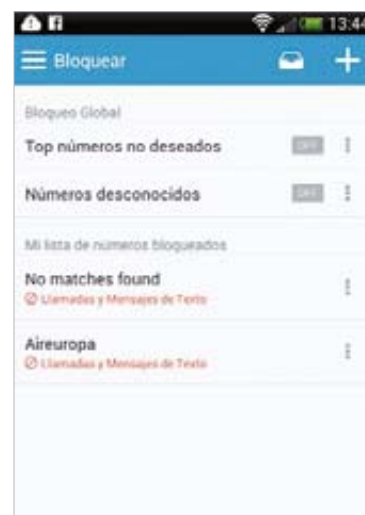 13:44
Bloquear
Bloqueo Global
Top números no deseados
OFF
Números desconocidos
OFF
Mi lista de números bloqueados
No matches found
Llamadas y Mensajes de Texto
Aireuropa
Llamadas y Mensajes de Texto